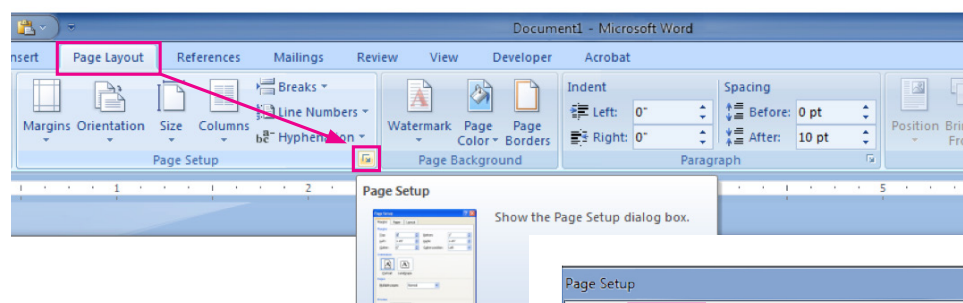 Document1 - Microsoft Word
nsert Page Layout References Mailings Review View Developer Acrobat
Margins Orientation Size Columns Breaks Line Numbers Hyphenation
Watermark Page Color Page Borders
Indent Spacing
Left: 0" Before: 0 pt
Right: 0" After: 10 pt
Position
Page Setup Page Background Paragraph
1 2 5
Page Setup
Show the Page Setup dialog box.
Page Setup